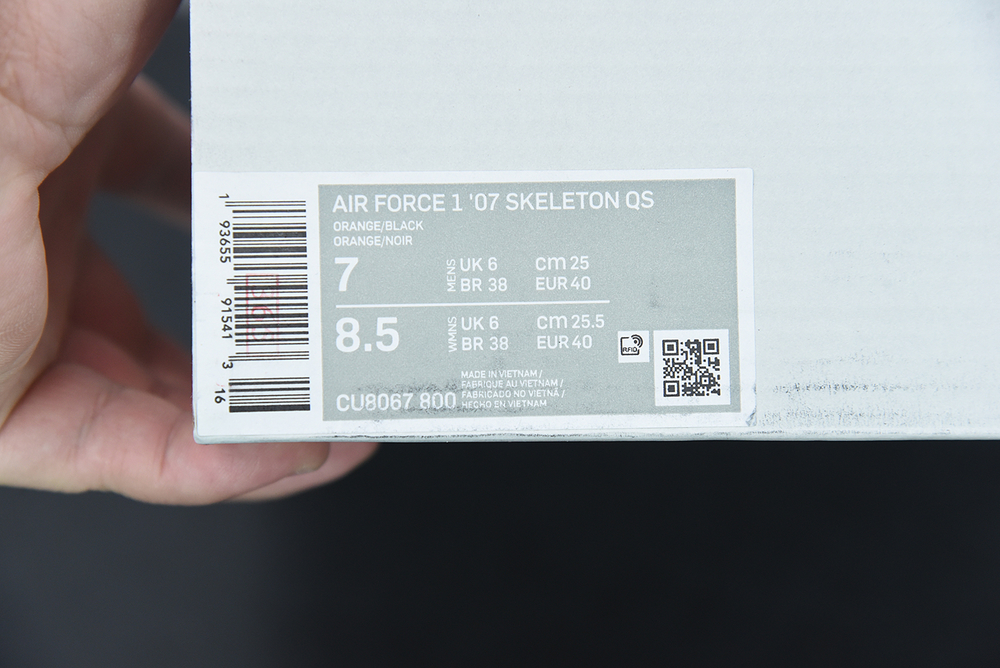 AIR FORCE 1 '07 SKELETON QS
ORANGE/BLACK
ORANGE/NOIR
7 MENS UK 6 cm 25
BR 38 EUR 40
8.5 WMNS UK 6 cm 25.5
BR 38 EUR 40
RFID
MADE IN VIETNAM /
FABRIQUE AU VIETNAM /
FABRICADO NO VIETNÃ /
HECHO EN VIETNAM
CU8067 800
1 93655 91541 3
46